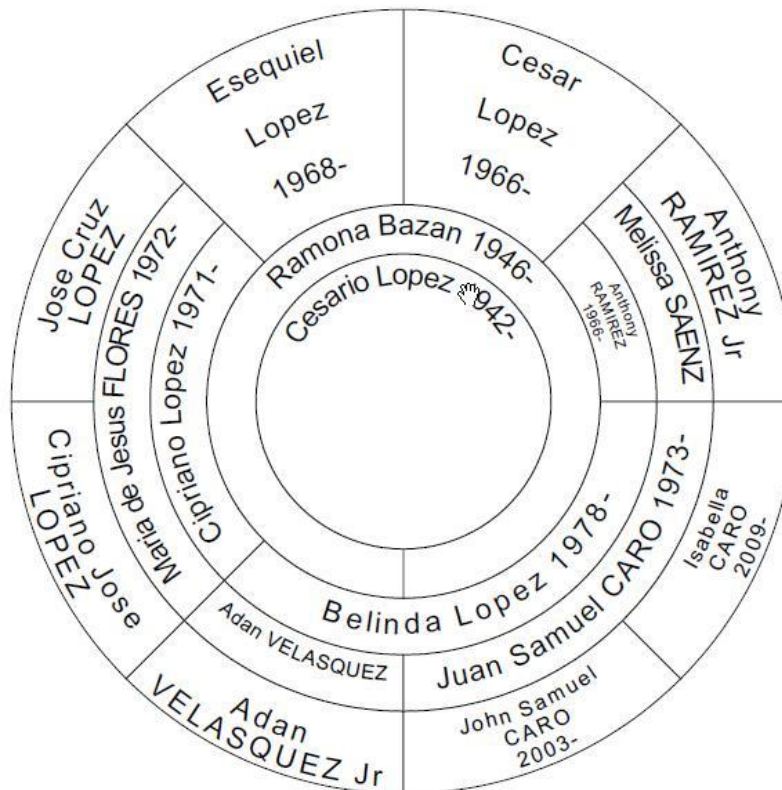 Esequiel
Lopez
1968-
Cesar
Lopez
1966-
Jose Cruz
LOPEZ
Maria de Jesus FLORES 1972-
Cipriano Lopez 1971-
Ramona Bazan 1946-
Cesario Lopez 1942-
Anthony
RAMIREZ
1966-
Melissa SAENZ
Anthony
RAMIREZ Jr
Cipriano Jose
LOPEZ
Belinda Lopez 1978-
Adan VELASQUEZ
Juan Samuel CARO 1973-
Isabella
CARO
2009-
Adan
VELASQUEZ Jr
John Samuel
CARO
2003-